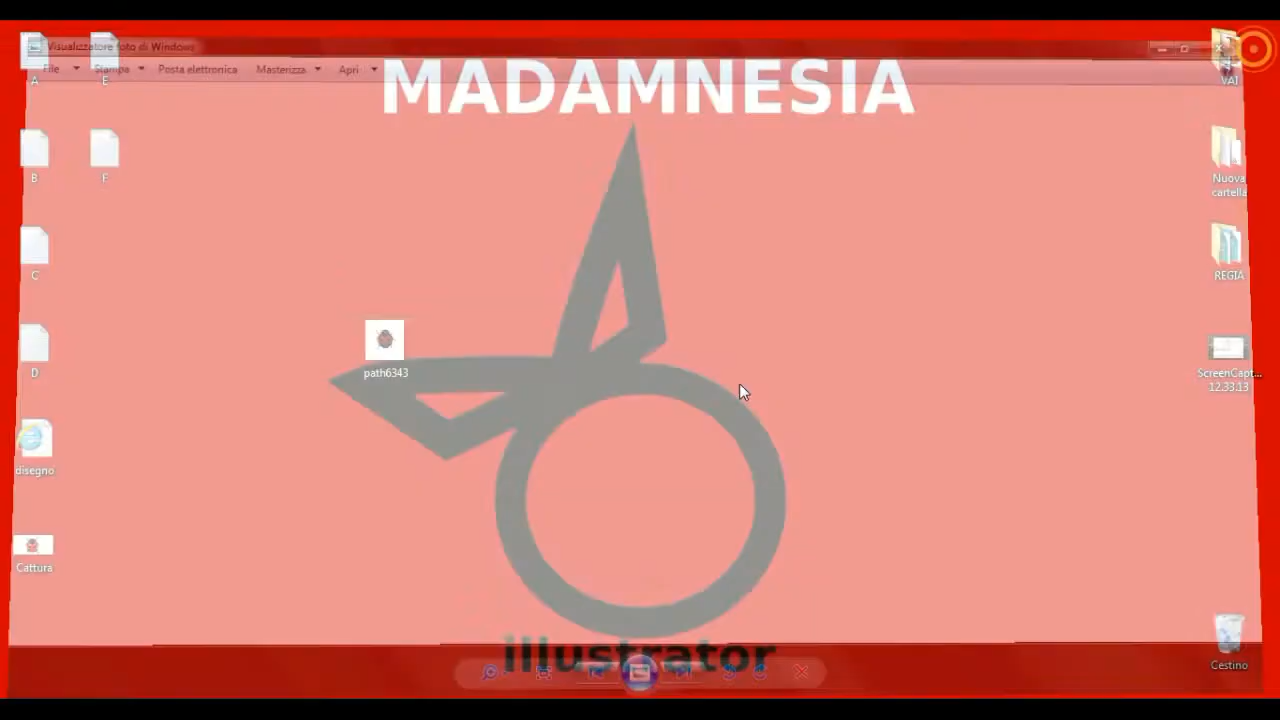 Visualizzatore foto di Windows
File Stampa Posta elettronica Masterizza Apri
MADAMNESIA
A
E
VAI
B
F
Nuova cartella
C
REGIA
D
path6343
ScreenCapt...
12.33.13
disegno
Cattura
illustrator
Cestino